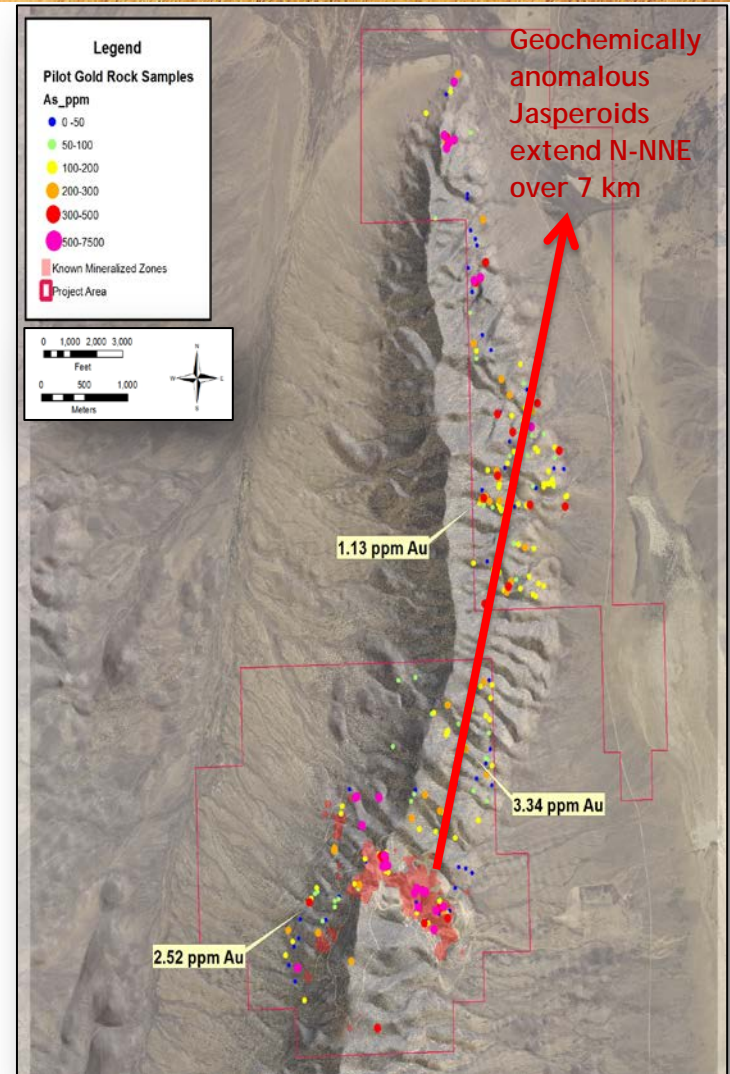 Legend
Pilot Gold Rock Samples
As_ppm
0 -50
50-100
100-200
200-300
300-500
500-7500
Known Mineralized Zones
Project Area
0 1,000 2,000 3,000
Feet
0 500 1,000
Meters
N
W E
S
Geochemically
anomalous
Jasperoids
extend N-NNE
over 7 km
1.13 ppm Au
3.34 ppm Au
2.52 ppm Au